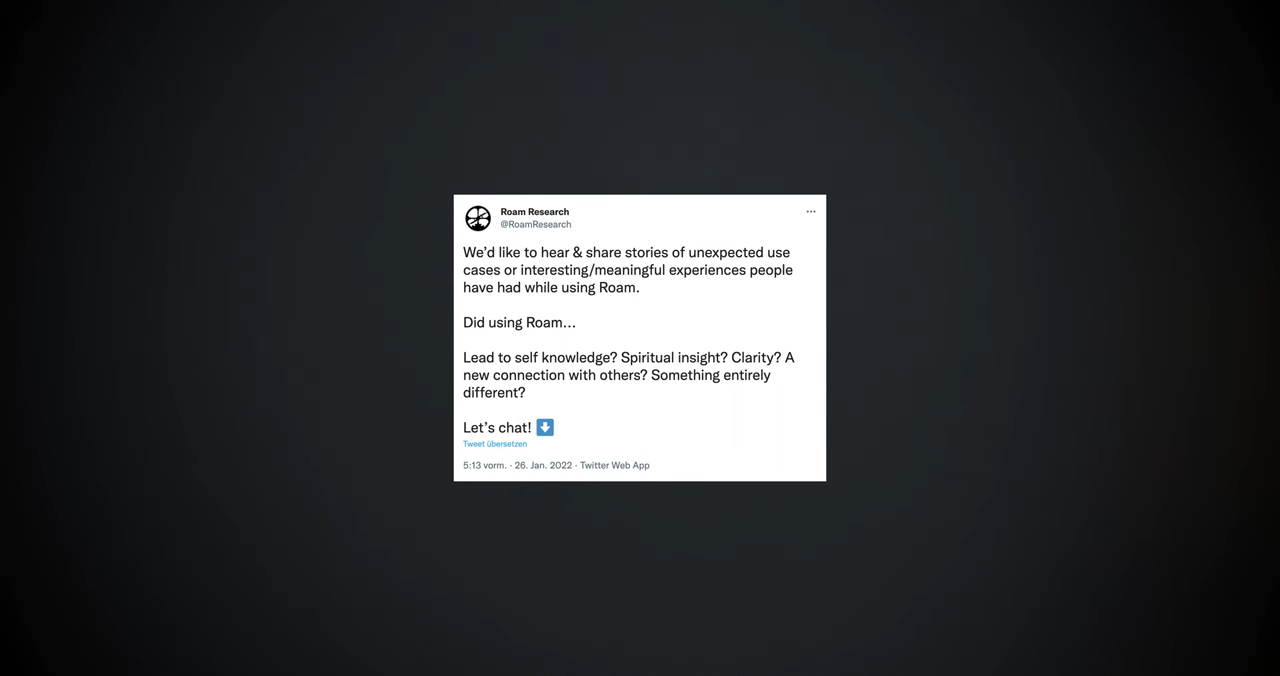 Roam Research
@RoamResearch
We’d like to hear & share stories of unexpected use
cases or interesting/meaningful experiences people
have had while using Roam.
Did using Roam…
Lead to self knowledge? Spiritual insight? Clarity? A
new connection with others? Something entirely
different?
Let’s chat! ⬇️
Tweet übersetzen
5:13 vorm. · 26. Jan. 2022 · Twitter Web App